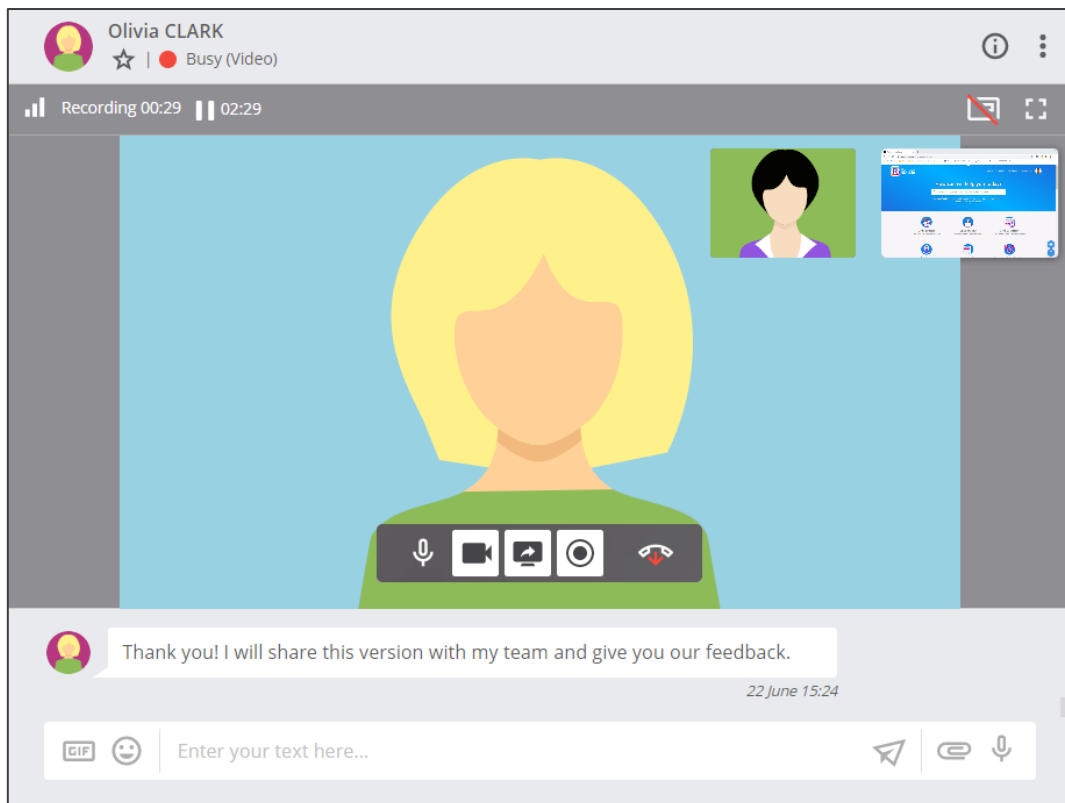 Olivia CLARK
| Busy (Video)
Recording 00:29 02:29
Thank you! I will share this version with my team and give you our feedback.
22 June 15:24
GIF
Enter your text here...